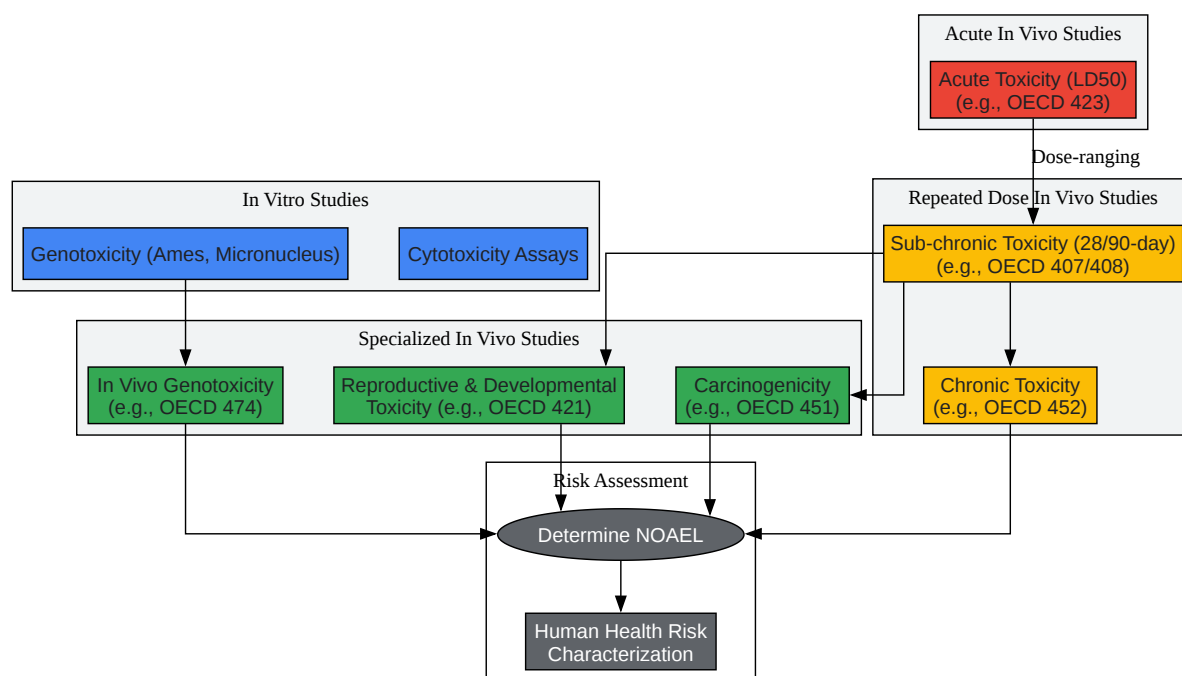 Acute In Vivo Studies
Acute Toxicity (LD50)
(e.g., OECD 423)
Dose-ranging
In Vitro Studies
Genotoxicity (Ames, Micronucleus)
Cytotoxicity Assays
Repeated Dose In Vivo Studies
Sub-chronic Toxicity (28/90-day)
(e.g., OECD 407/408)
Specialized In Vivo Studies
In Vivo Genotoxicity
(e.g., OECD 474)
Reproductive & Developmental
Toxicity (e.g., OECD 421)
Carcinogenicity
(e.g., OECD 451)
Chronic Toxicity
(e.g., OECD 452)
Risk Assessment
Determine NOAEL
Human Health Risk
Characterization